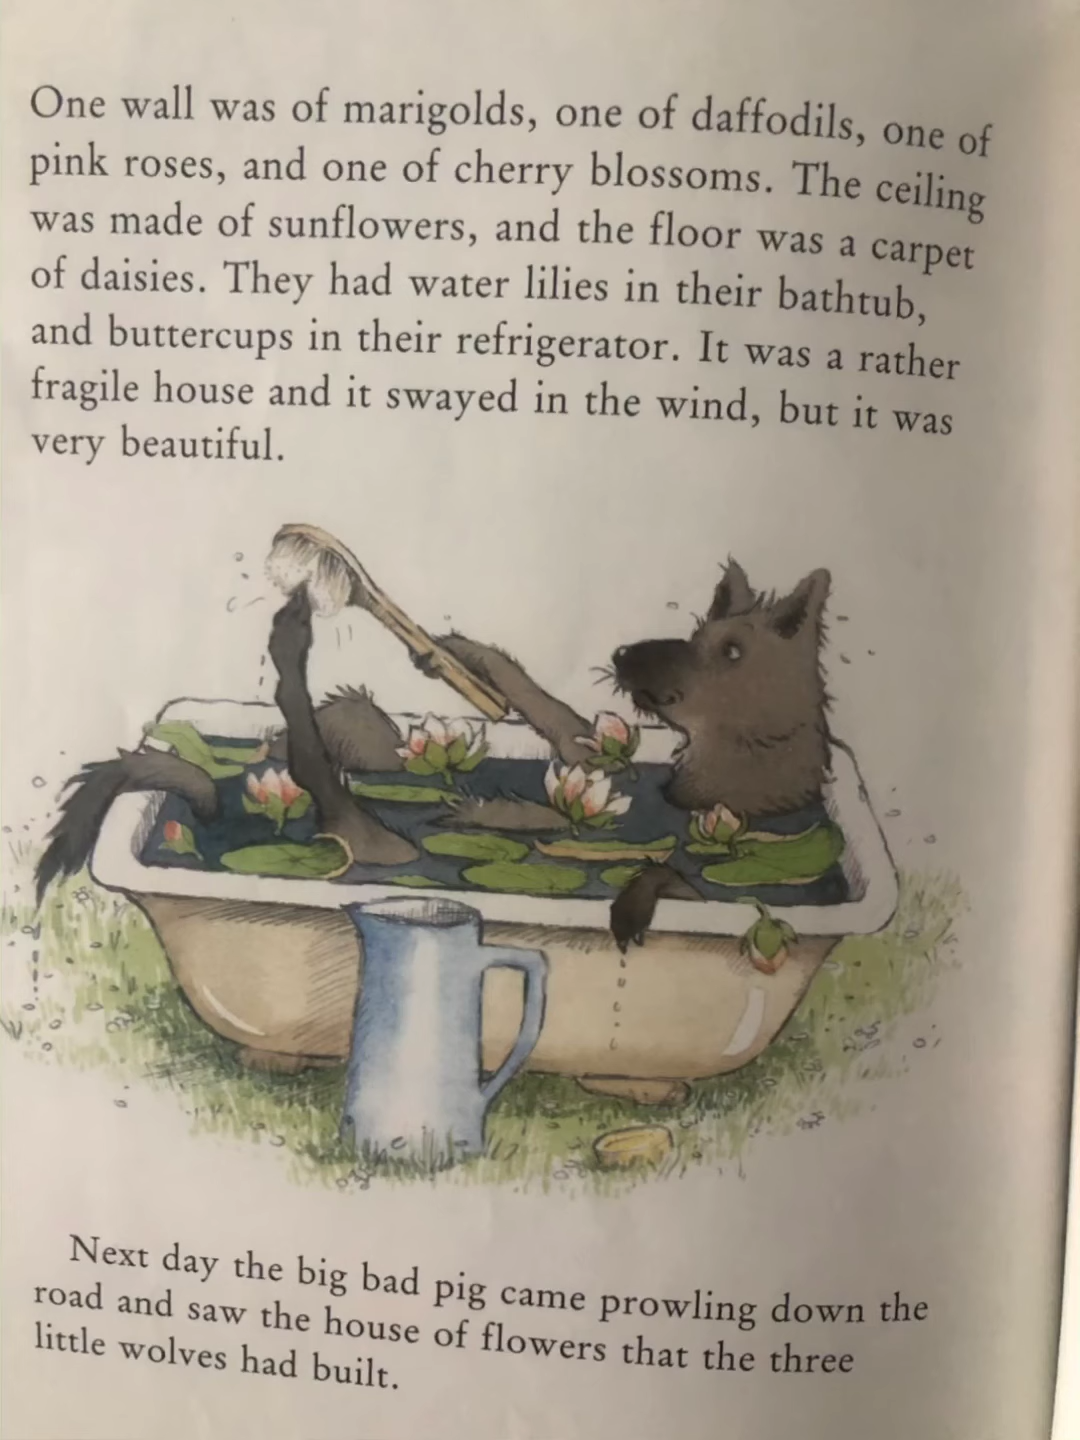 One wall was of marigolds, one of daffodils, one of
pink roses, and one of cherry blossoms. The ceiling
was made of sunflowers, and the floor was a carpet
of daisies. They had water lilies in their bathtub,
and buttercups in their refrigerator. It was a rather
fragile house and it swayed in the wind, but it was
very beautiful.
Next day the big bad pig came prowling down the
road and saw the house of flowers that the three
little wolves had built.